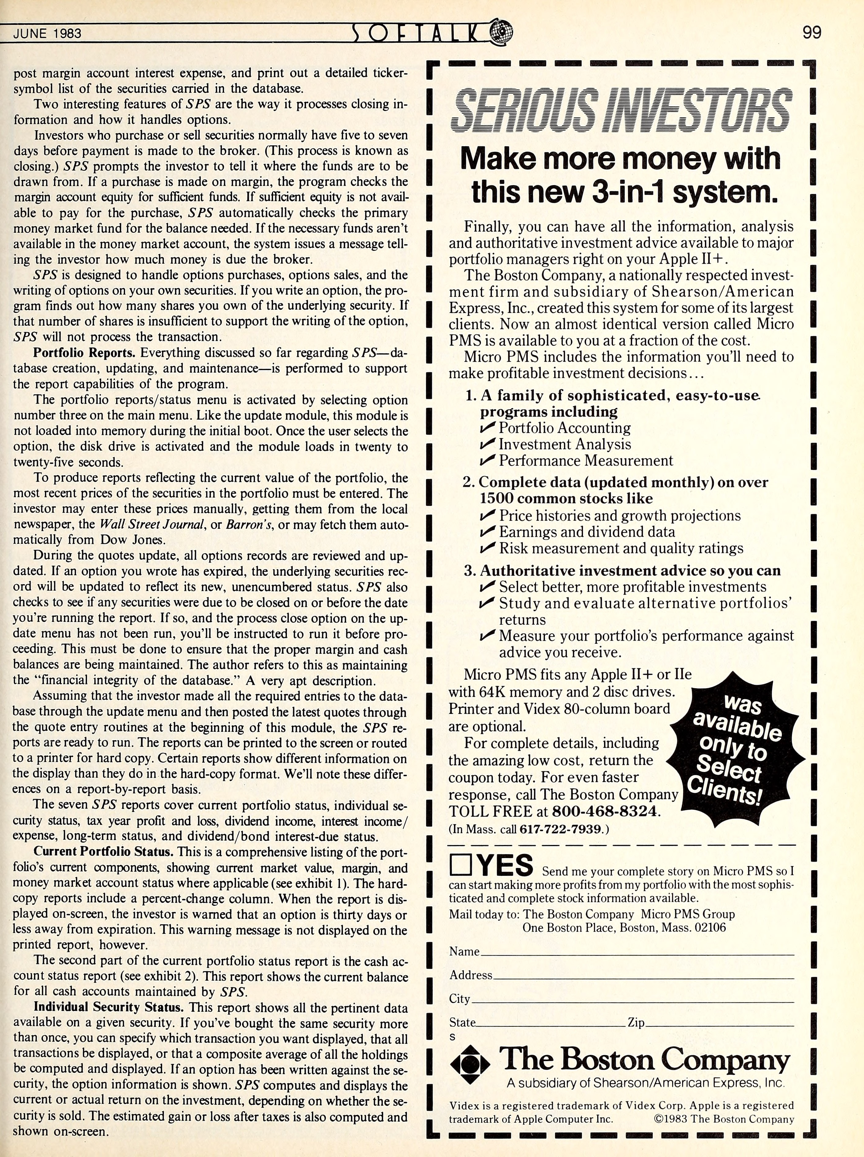 JUNE 1983
SOFTALK
99
post margin account interest expense, and print out a detailed ticker-
symbol list of the securities carried in the database.
Two interesting features of SPS are the way it processes closing in-
formation and how it handles options.
Investors who purchase or sell securities normally have five to seven
days before payment is made to the broker. (This process is known as
closing.) SPS prompts the investor to tell it where the funds are to be
drawn from. If a purchase is made on margin, the program checks the
margin account equity for sufficient funds. If sufficient equity is not avail-
able to pay for the purchase, SPS automatically checks the primary
money market fund for the balance needed. If the necessary funds aren't
available in the money market account, the system issues a message tell-
ing the investor how much money is due the broker.
SPS is designed to handle options purchases, options sales, and the
writing of options on your own securities. If you write an option, the pro-
gram finds out how many shares you own of the underlying security. If
that number of shares is insufficient to support the writing of the option,
SPS will not process the transaction.
Portfolio Reports. Everything discussed so far regarding SPS—da-
tabase creation, updating, and maintenance—is performed to support
the report capabilities of the program.
The portfolio reports/status menu is activated by selecting option
number three on the main menu. Like the update module, this module is
not loaded into memory during the initial boot. Once the user selects the
option, the disk drive is activated and the module loads in twenty to
twenty-five seconds.
To produce reports reflecting the current value of the portfolio, the
most recent prices of the securities in the portfolio must be entered. The
investor may enter these prices manually, getting them from the local
newspaper, the Wall Street Journal, or Barron's, or may fetch them auto-
matically from Dow Jones.
During the quotes update, all options records are reviewed and up-
dated. If an option you wrote has expired, the underlying securities rec-
ord will be updated to reflect its new, unencumbered status. SPS also
checks to see if any securities were due to be closed on or before the date
you're running the report. If so, and the process close option on the up-
date menu has not been run, you'll be instructed to run it before pro-
ceeding. This must be done to ensure that the proper margin and cash
balances are being maintained. The author refers to this as maintaining
the "financial integrity of the database." A very apt description.
Assuming that the investor made all the required entries to the data-
base through the update menu and then posted the latest quotes through
the quote entry routines at the beginning of this module, the SPS re-
ports are ready to run. The reports can be printed to the screen or routed
to a printer for hard copy. Certain reports show different information on
the display than they do in the hard-copy format. We'll note these differ-
ences on a report-by-report basis.
The seven SPS reports cover current portfolio status, individual se-
curity status, tax year profit and loss, dividend income, interest income/
expense, long-term status, and dividend/bond interest-due status.
Current Portfolio Status. This is a comprehensive listing of the port-
folio's current components, showing current market value, margin, and
money market account status where applicable (see exhibit 1). The hard-
copy reports include a percent-change column. When the report is dis-
played on-screen, the investor is warned that an option is thirty days or
less away from expiration. This warning message is not displayed on the
printed report, however.
The second part of the current portfolio status report is the cash ac-
count status report (see exhibit 2). This report shows the current balance
for all cash accounts maintained by SPS.
Individual Security Status. This report shows all the pertinent data
available on a given security. If you've bought the same security more
than once, you can specify which transaction you want displayed, that all
transactions be displayed, or that a composite average of all the holdings
be computed and displayed. If an option has been written against the se-
curity, the option information is shown. SPS computes and displays the
current or actual return on the investment, depending on whether the se-
curity is sold. The estimated gain or loss after taxes is also computed and
shown on-screen.
SERIOUS INVESTORS
Make more money with
this new 3-in-1 system.
Finally, you can have all the information, analysis
and authoritative investment advice available to major
portfolio managers right on your Apple II+.
The Boston Company, a nationally respected invest-
ment firm and subsidiary of Shearson/American
Express, Inc., created this system for some of its largest
clients. Now an almost identical version called Micro
PMS is available to you at a fraction of the cost.
Micro PMS includes the information you'll need to
make profitable investment decisions...
1. A family of sophisticated, easy-to-use
programs including
✓ Portfolio Accounting
✓ Investment Analysis
✓ Performance Measurement
2. Complete data (updated monthly) on over
1500 common stocks like
✓ Price histories and growth projections
✓ Earnings and dividend data
✓ Risk measurement and quality ratings
3. Authoritative investment advice so you can
✓ Select better, more profitable investments
✓ Study and evaluate alternative portfolios'
returns
✓ Measure your portfolio's performance against
advice you receive.
Micro PMS fits any Apple II+ or IIe
with 64K memory and 2 disc drives.
Printer and Videx 80-column board
are optional.
For complete details, including
the amazing low cost, return the
coupon today. For even faster
response, call The Boston Company
TOLL FREE at 800-468-8324.
(In Mass. call 617-722-7939.)
was
available
only to
Select
Clients!
YES Send me your complete story on Micro PMS so I
can start making more profits from my portfolio with the most sophis-
ticated and complete stock information available.
Mail today to: The Boston Company Micro PMS Group
One Boston Place, Boston, Mass. 02106
Name
Address
City
State Zip
S
The Boston Company
A subsidiary of Shearson/American Express, Inc.
Videx is a registered trademark of Videx Corp. Apple is a registered
trademark of Apple Computer Inc. ©1983 The Boston Company